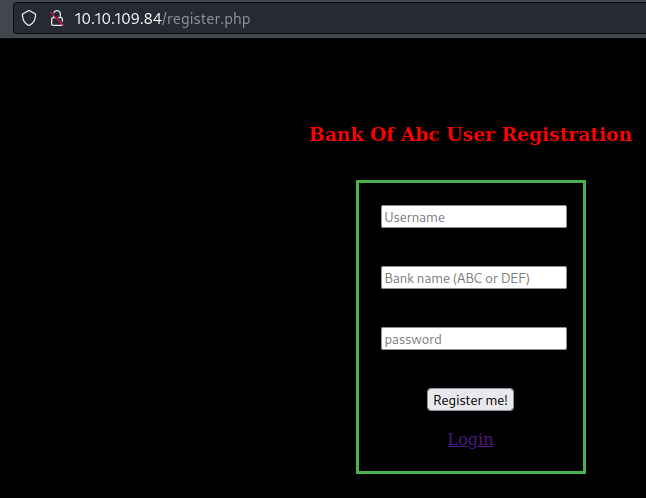 10.10.109.84/register.php
Bank Of Abc User Registration
Username
Bank name (ABC or DEF)
password
Register me!
Login